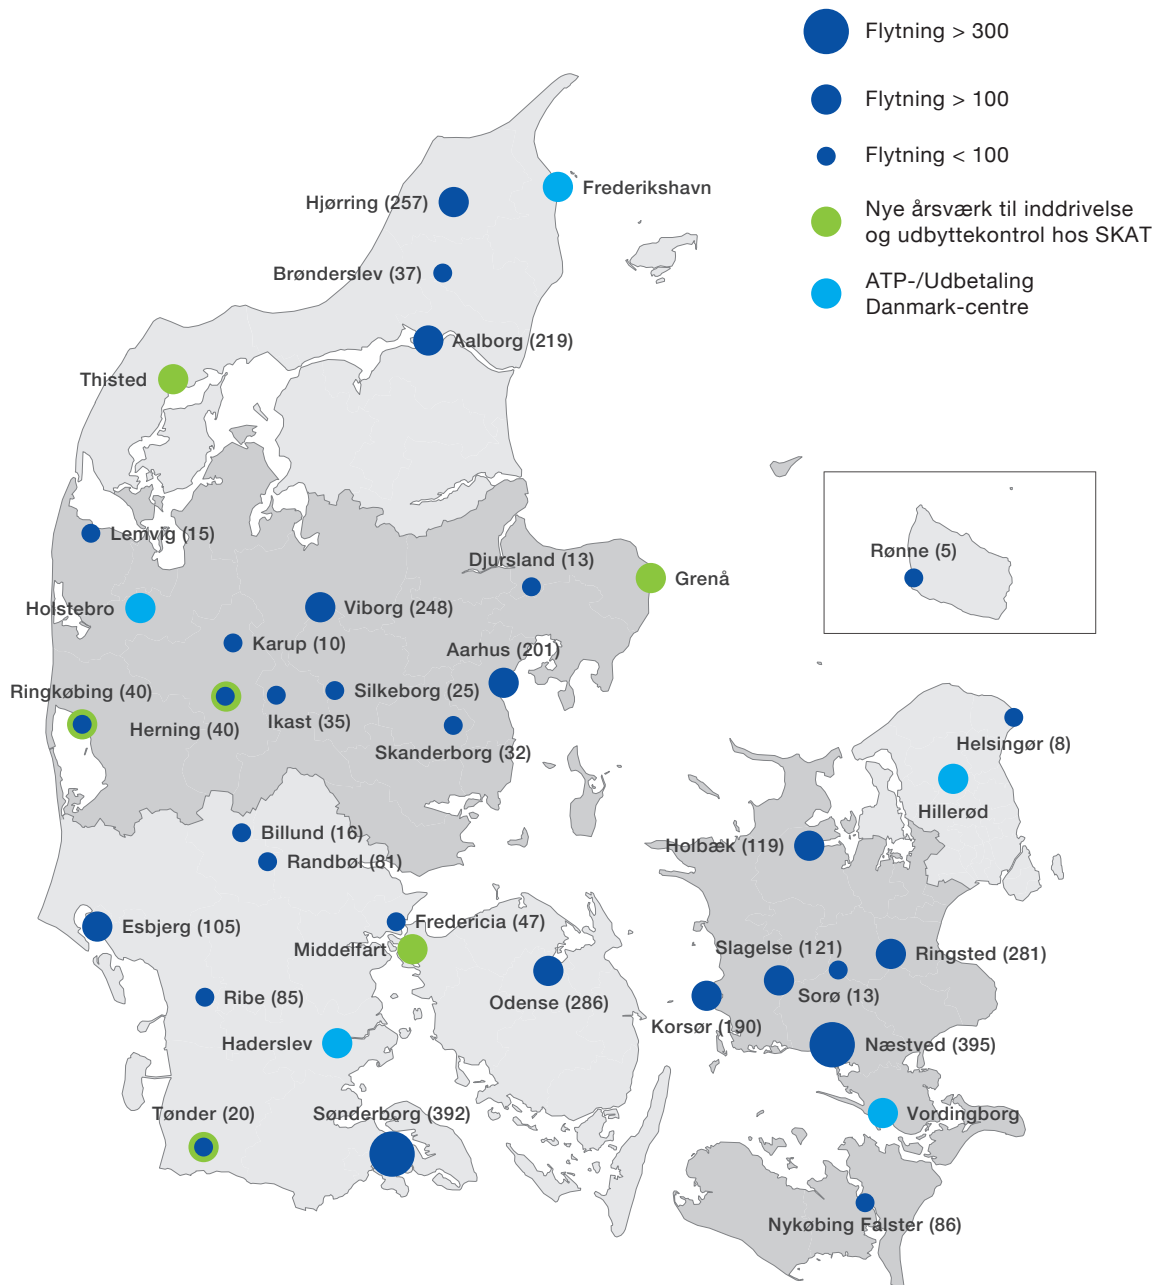 Flytning > 300
Flytning > 100
Flytning < 100
Nye årsværk til inddrivelse
og udbyttekontrol hos SKAT
ATP-/Udbetaling
Danmark-centre
Frederikshavn
Hjørring (257)
Brønderslev (37)
Aalborg (219)
Thisted
Lemvig (15)
Djursland (13)
Rønne (5)
Grenå
Holstebro
Viborg (248)
Karup (10)
Aarhus (201)
Ringkøbing (40)
Silkeborg (25)
Ikast (35)
Herning (40)
Skanderborg (32)
Helsingør (8)
Hillerød
Billund (16)
Holbæk (119)
Randbøl (81)
Esbjerg (105)
Fredericia (47)
Middelfart
Slagelse (121)
Ringsted (281)
Ribe (85)
Odense (286)
Sorø (13)
Korsør (190)
Haderslev
Næstved (395)
Tønder (20)
Sønderborg (392)
Vordingborg
Nykøbing Falster (86)